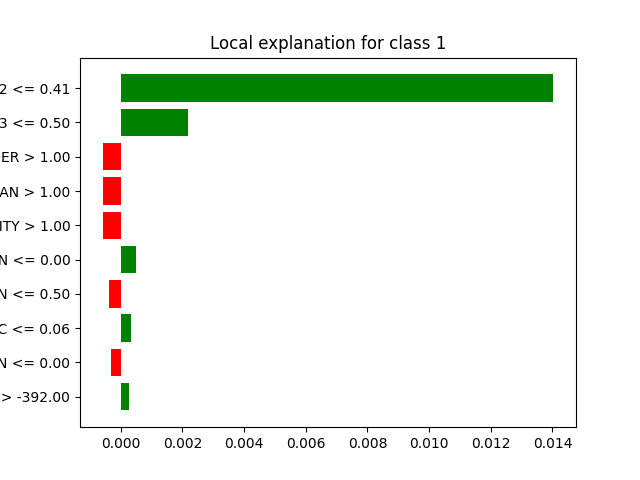 Local explanation for class 1
2 <= 0.41
3 <= 0.50
ER > 1.00
AN > 1.00
ITY > 1.00
N <= 0.00
N <= 0.50
C <= 0.06
N <= 0.00
> -392.00
0.000 0.002 0.004 0.006 0.008 0.010 0.012 0.014